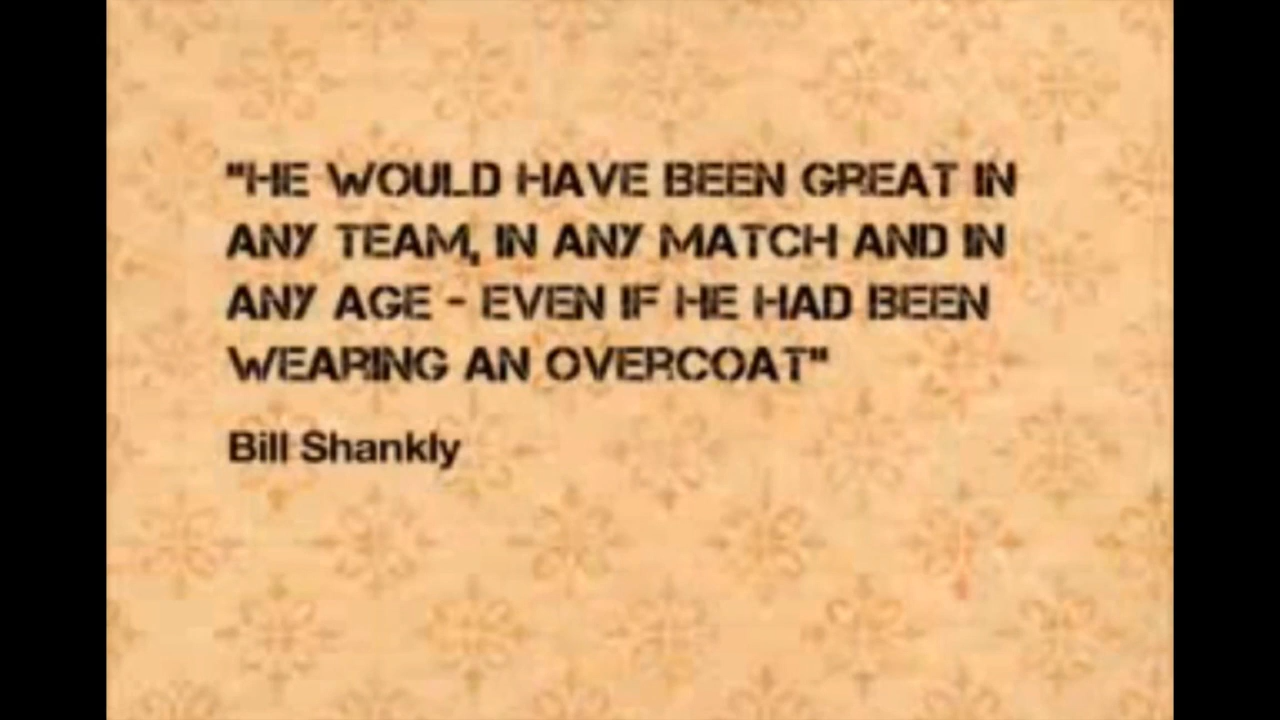 "HE WOULD HAVE BEEN GREAT IN
ANY TEAM, IN ANY MATCH AND IN
ANY AGE - EVEN IF HE HAD BEEN
WEARING AN OVERCOAT"
Bill Shankly